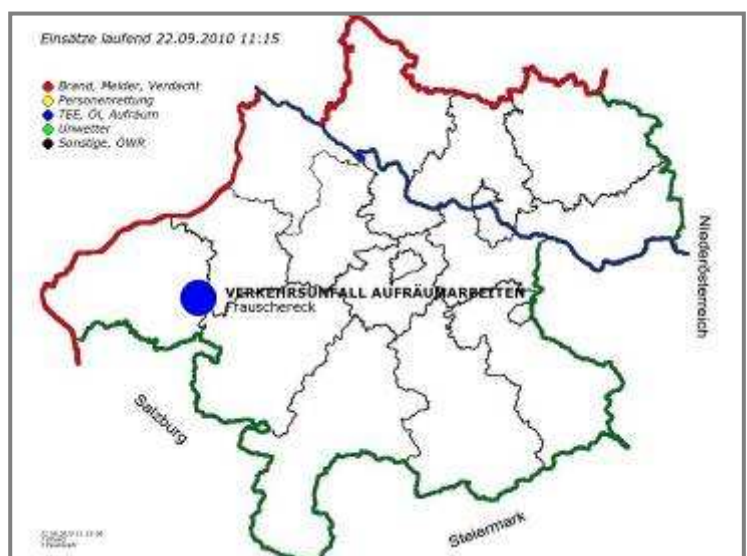 Einsätze laufend 22.09.2010 11:15
Brand, Melder, Verdacht
Personenrettung
TEE, Öl, Aufräum
Unwetter
Sonstige, ÖWR
Niederösterreich
VERKEHRSUNFALL AUFRÄUMARBEITEN
Frauschereck
Salzburg
Steiermark